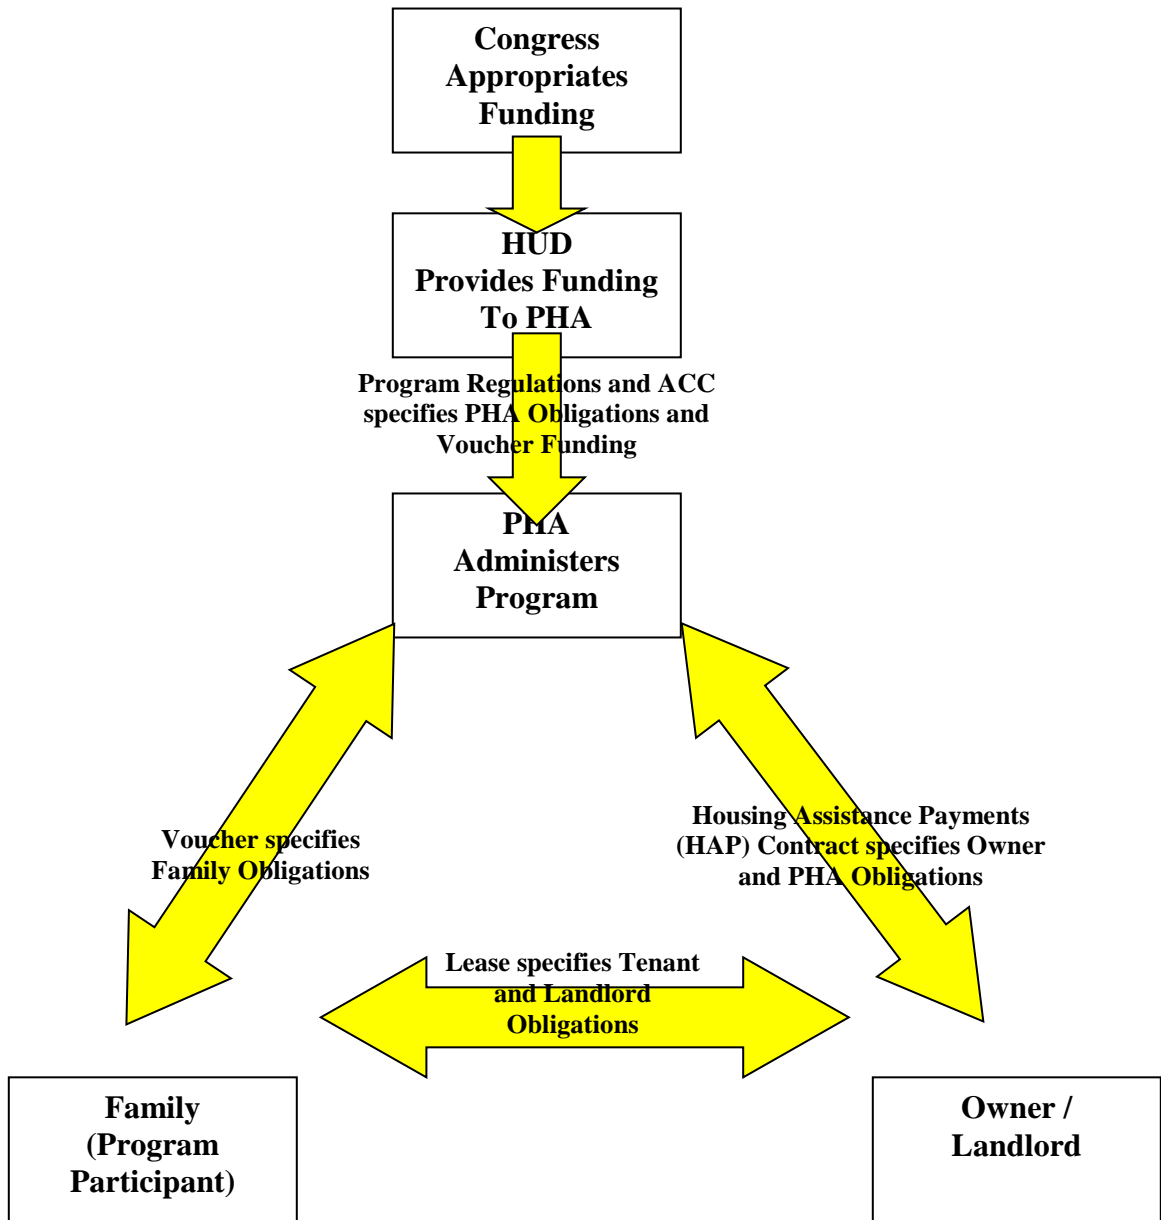 Congress
Appropriates
Funding
HUD
Provides Funding
To PHA
Program Regulations and ACC
specifies PHA Obligations and
Voucher Funding
PHA
Administers
Program
Voucher specifies
Family Obligations
Housing Assistance Payments
(HAP) Contract specifies Owner
and PHA Obligations
Lease specifies Tenant
and Landlord
Obligations
Family
(Program
Participant)
Owner /
Landlord